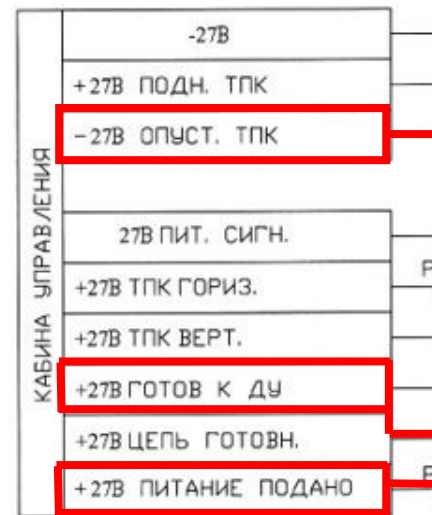 КАБИНА УПРАВЛЕНИЯ
-27В
+27В ПОДН. ТПК
-27В ОПУСТ. ТПК
27В ПИТ. СИГН.
+27В ТПК ГОРИЗ.
+27В ТПК ВЕРТ.
+27В ГОТОВ К ДУ
+27В ЦЕПЬ ГОТОВН.
+27В ПИТАНИЕ ПОДАНО